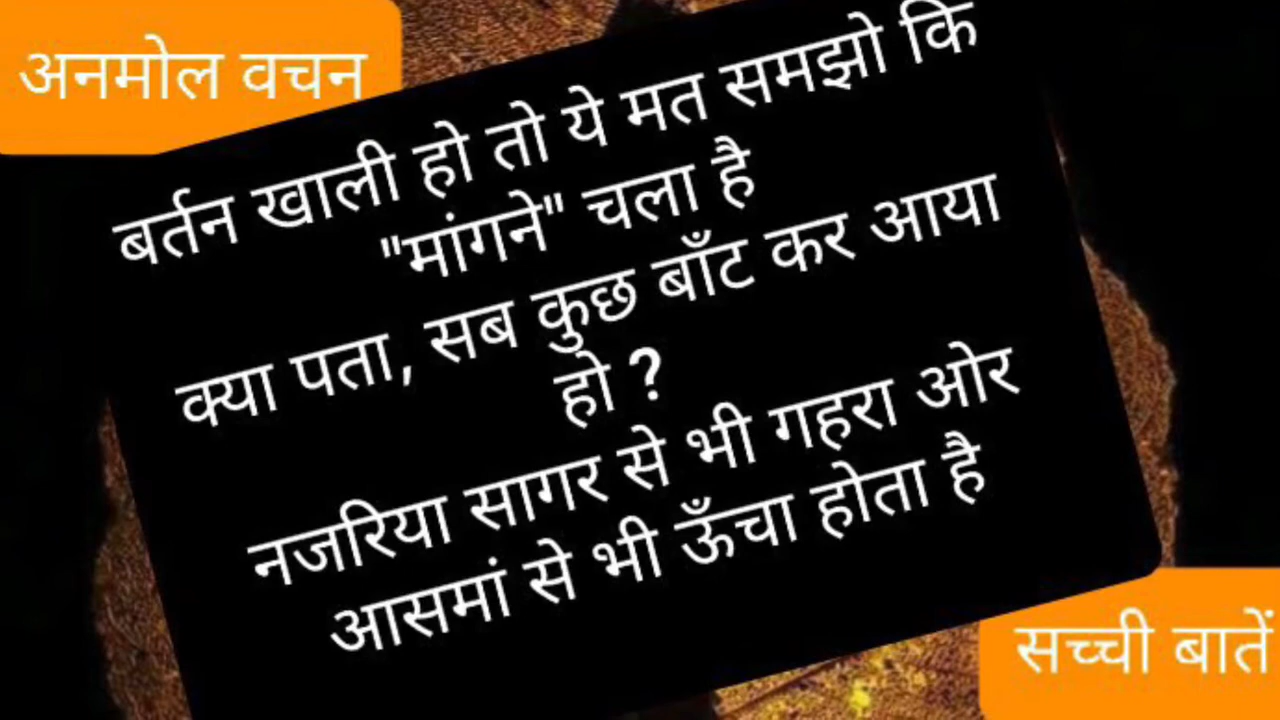 अनमोल वचन
बर्तन खाली हो तो ये मत समझो कि
"मांगने" चला है
क्या पता, सब कुछ बाँट कर आया
हो ?
नजरिया सागर से भी गहरा ओर
आसमां से भी ऊँचा होता है
सच्ची बातें